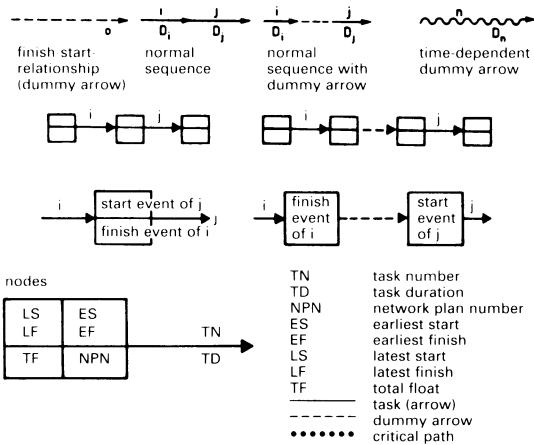 i j i j n
o D_i D_j D_i D_j D_n
finish-start- normal normal time-dependent
relationship sequence sequence with dummy arrow
(dummy arrow) dummy arrow
i j i j
i start event of j j i finish start j
finish event of i event event
of i of j
nodes
LS ES
LF EF TN
TF NPN TD
TN task number
TD task duration
NPN network plan number
ES earliest start
EF earliest finish
LS latest start
LF latest finish
TF total float
task (arrow)
dummy arrow
critical path